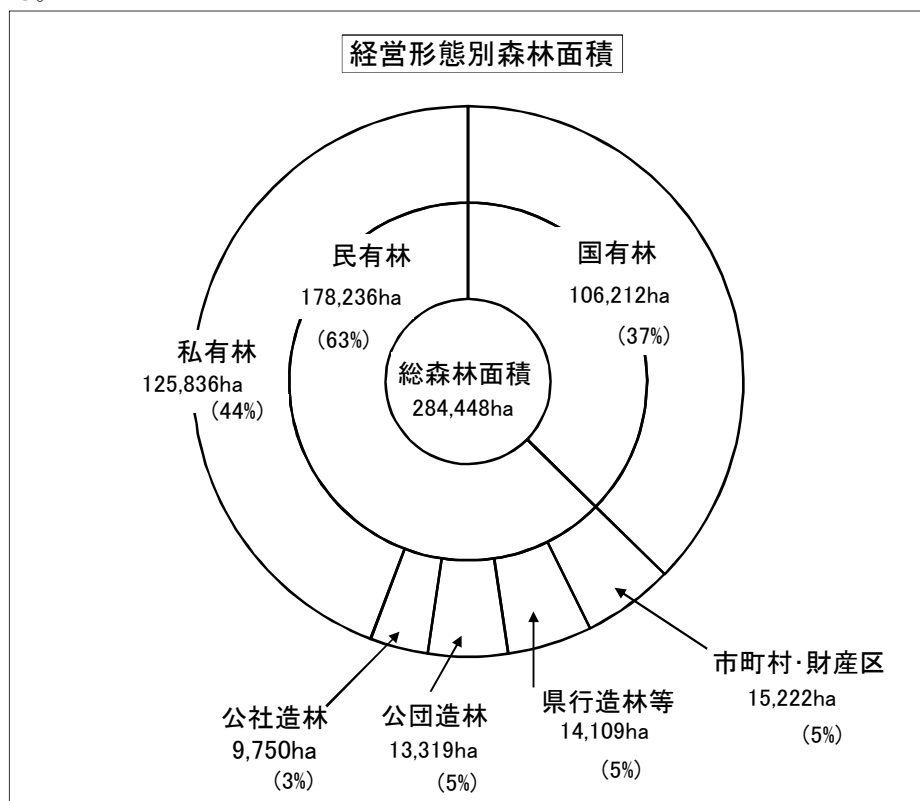 る。
経営形態別森林面積
民有林
178,236ha
(63%)
国有林
106,212ha
(37%)
総森林面積
284,448ha
私有林
125,836ha
(44%)
公社造林
9,750ha
(3%)
公団造林
13,319ha
(5%)
県行造林等
14,109ha
(5%)
市町村・財産区
15,222ha
(5%)